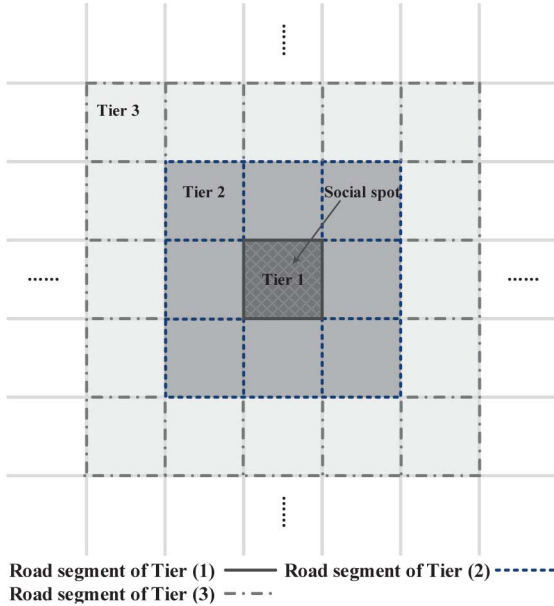 ......
Tier 3
Tier 2
Social spot
......
Tier 1
......
......
Road segment of Tier (1)
Road segment of Tier (2)
Road segment of Tier (3)